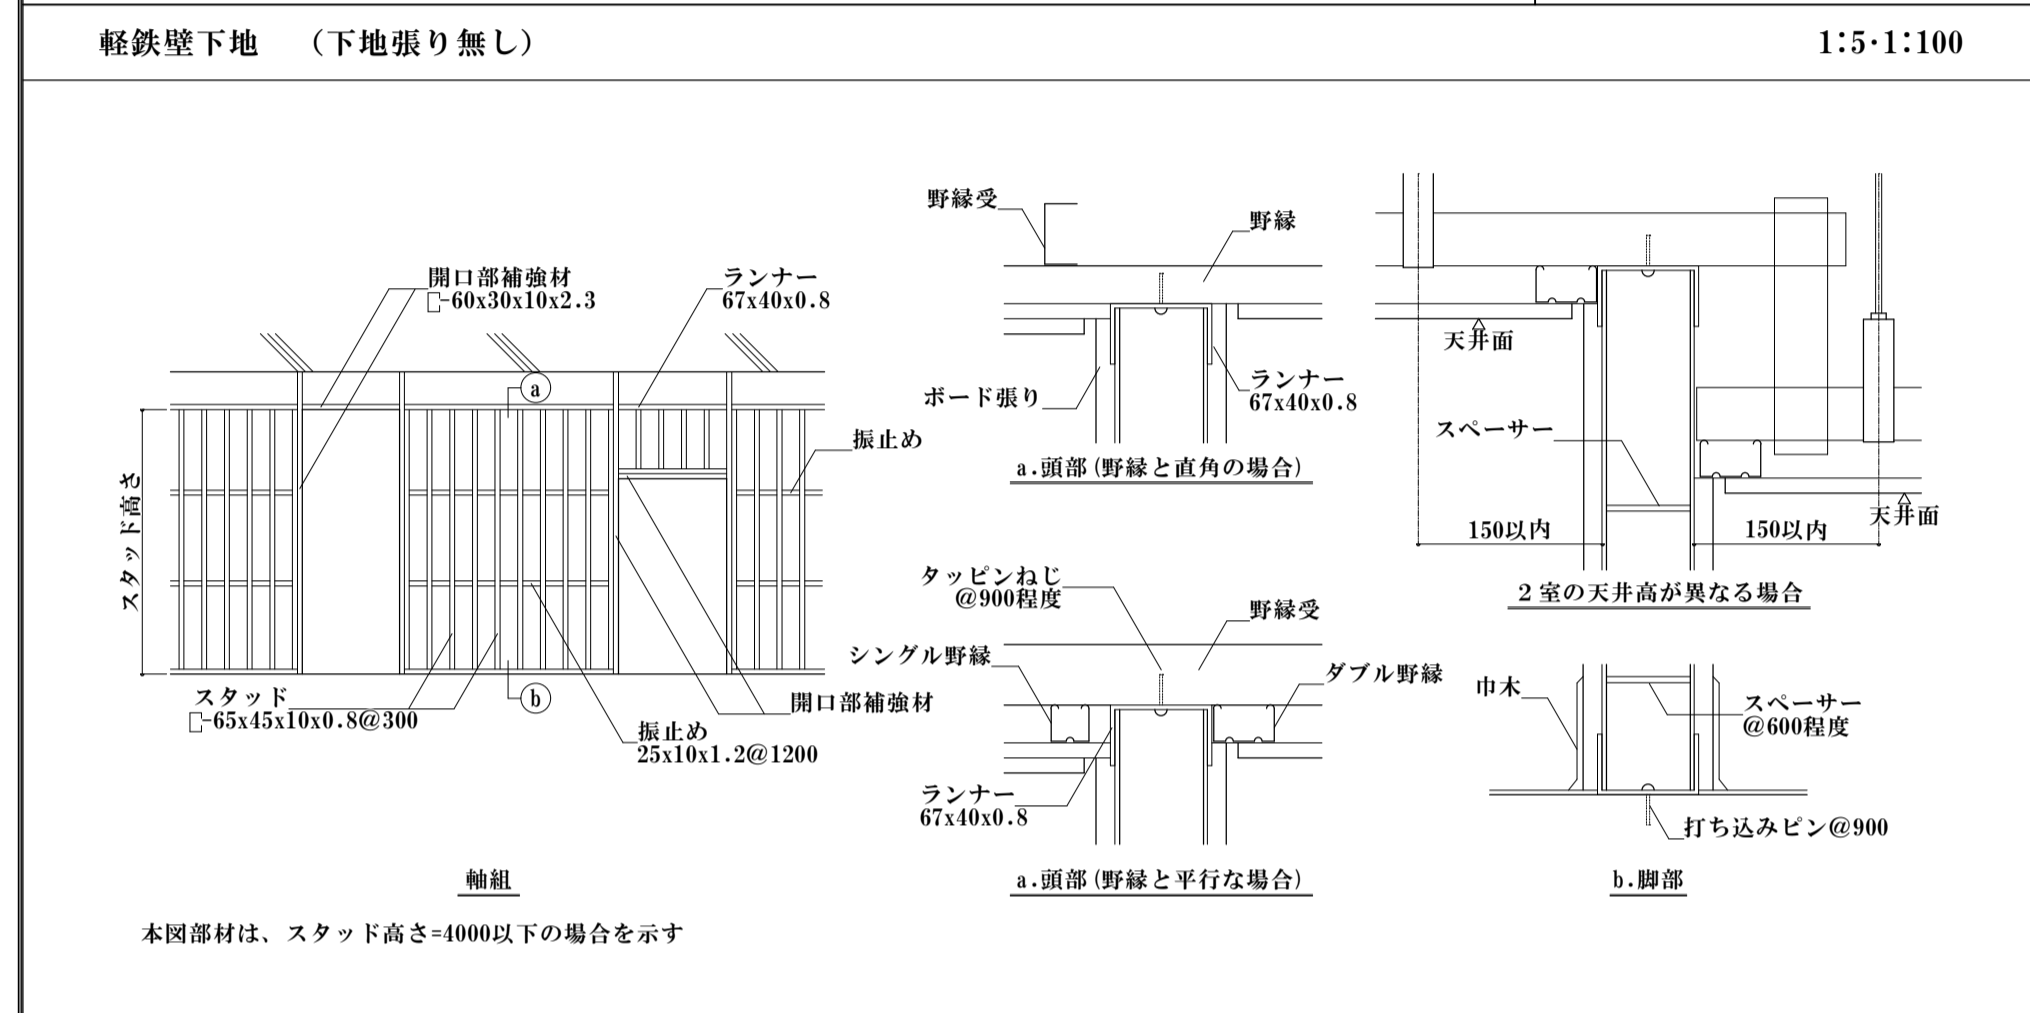 軽鉄壁下地 （下地張り無し）
1:5・1:100
開口部補強材
□-60x30x10x2.3
ランナー
67x40x0.8
a
振止め
スタッド高さ
スタッド
□-65x45x10x0.8@300
b
開口部補強材
振止め
25x10x1.2@1200
軸組
本図部材は、スタッド高さ=4000以下の場合を示す
野縁受
野縁
ボード張り
ランナー
67x40x0.8
a.頭部(野縁と直角の場合)
タッピンねじ
@900程度
野縁受
シングル野縁
ダブル野縁
ランナー
67x40x0.8
a.頭部(野縁と平行な場合)
天井面
スペーサー
150以内
150以内
天井面
2室の天井高が異なる場合
巾木
スペーサー
@600程度
打ち込みピン@900
b.脚部